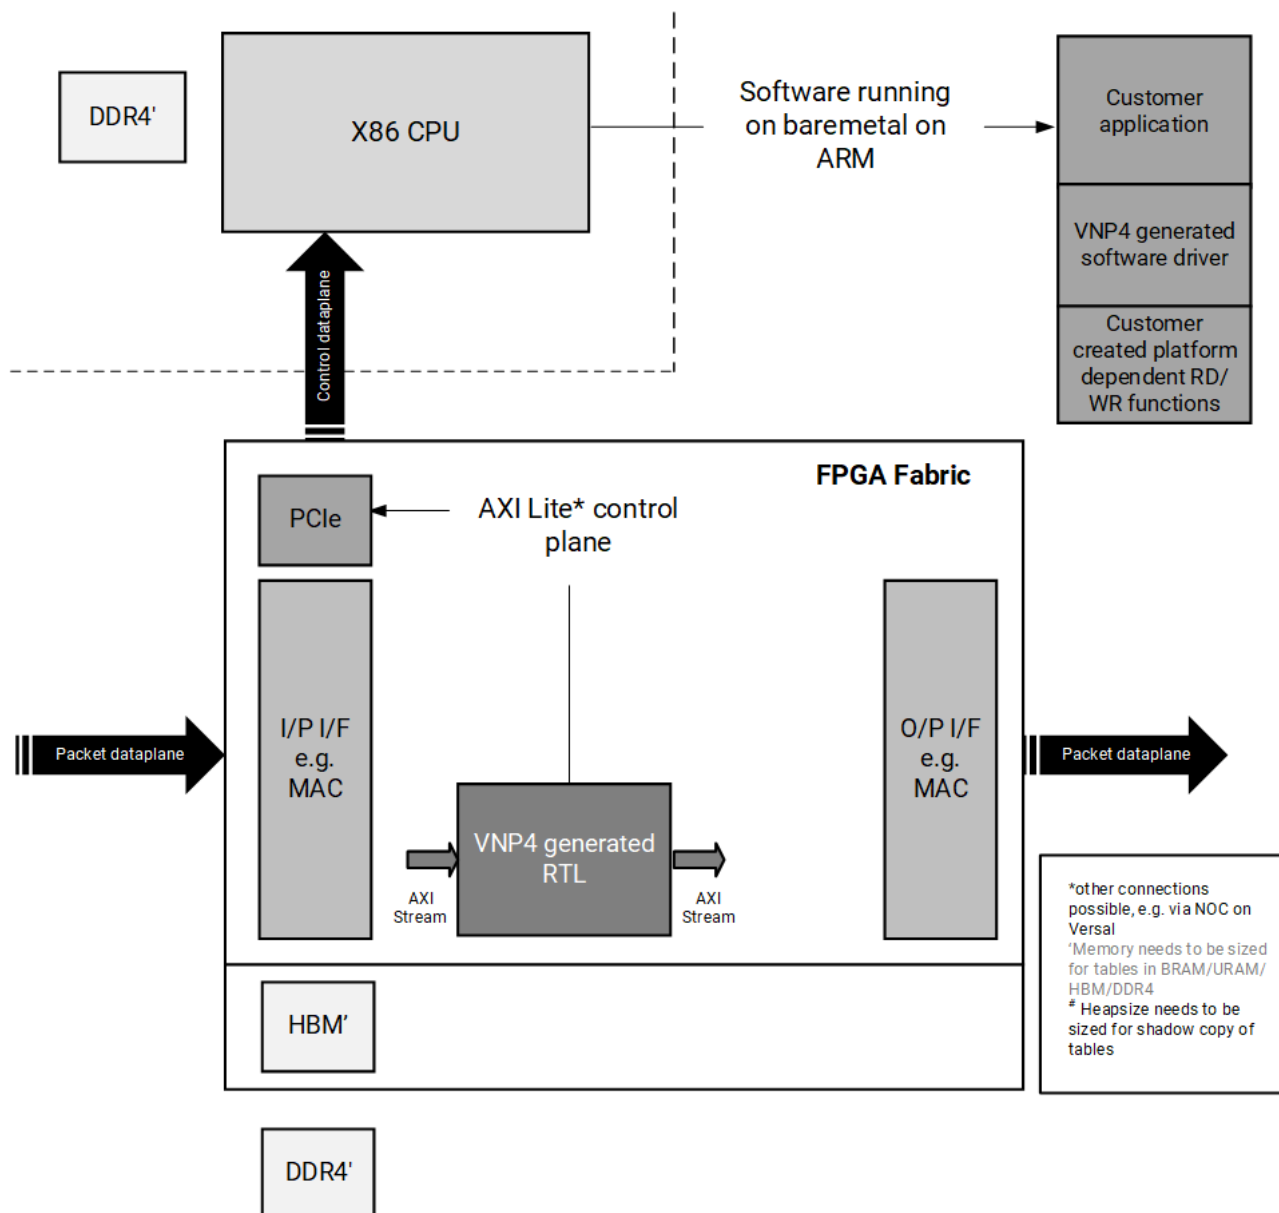 DDR4'
X86 CPU
Software running
on baremetal on
ARM
Customer
application
VNP4 generated
software driver
Customer
created platform
dependent RD/
WR functions
Control dataplane
FPGA Fabric
PCIe
AXI Lite* control
plane
I/P I/F
e.g.
MAC
O/P I/F
e.g.
MAC
Packet dataplane
Packet dataplane
VNP4 generated
RTL
AXI
Stream
AXI
Stream
*other connections
possible, e.g. via NOC on
Versal
'Memory needs to be sized
for tables in BRAM/URAM/
HBM/DDR4
# Heapsize needs to be
sized for shadow copy of
tables
HBM'
DDR4'